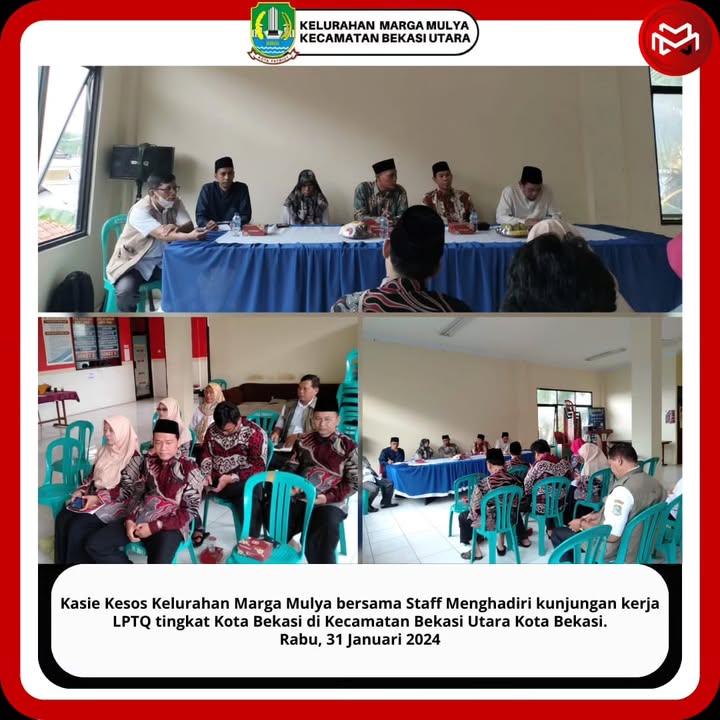 KELURAHAN MARGA MULYA
KECAMATAN BEKASI UTARA
Kasie Kesos Kelurahan Marga Mulya bersama Staff Menghadiri kunjungan kerja
LPTQ tingkat Kota Bekasi di Kecamatan Bekasi Utara Kota Bekasi.
Rabu, 31 Januari 2024